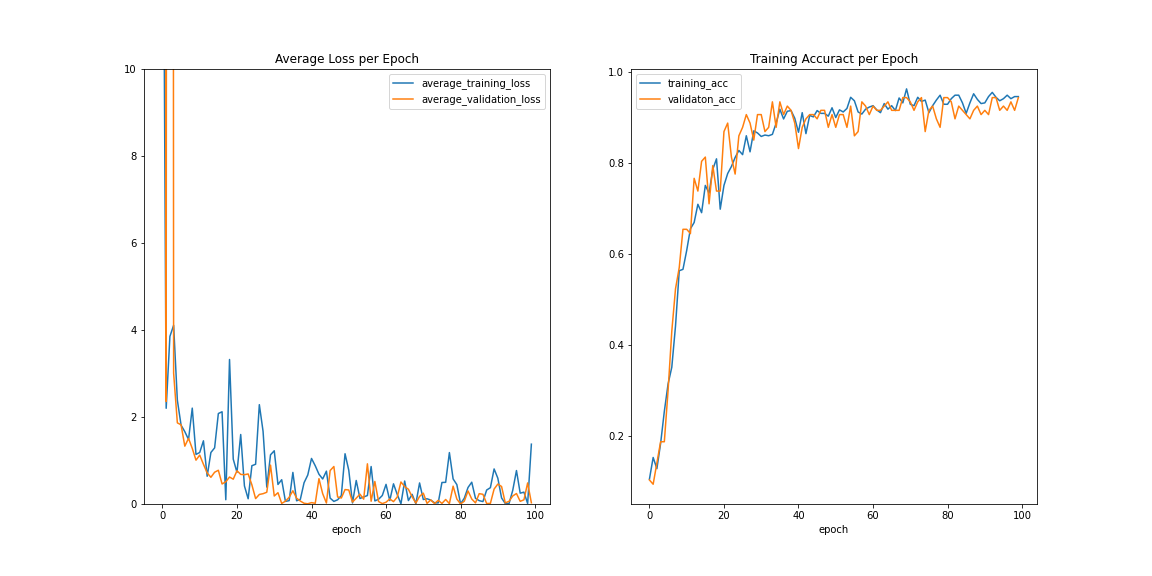 Average Loss per Epoch
average_training_loss
average_validation_loss
10
8
6
4
2
0
0 20 40 60 80 100
epoch
Training Accuract per Epoch
training_acc
validaton_acc
1.0
0.8
0.6
0.4
0.2
0 20 40 60 80 100
epoch